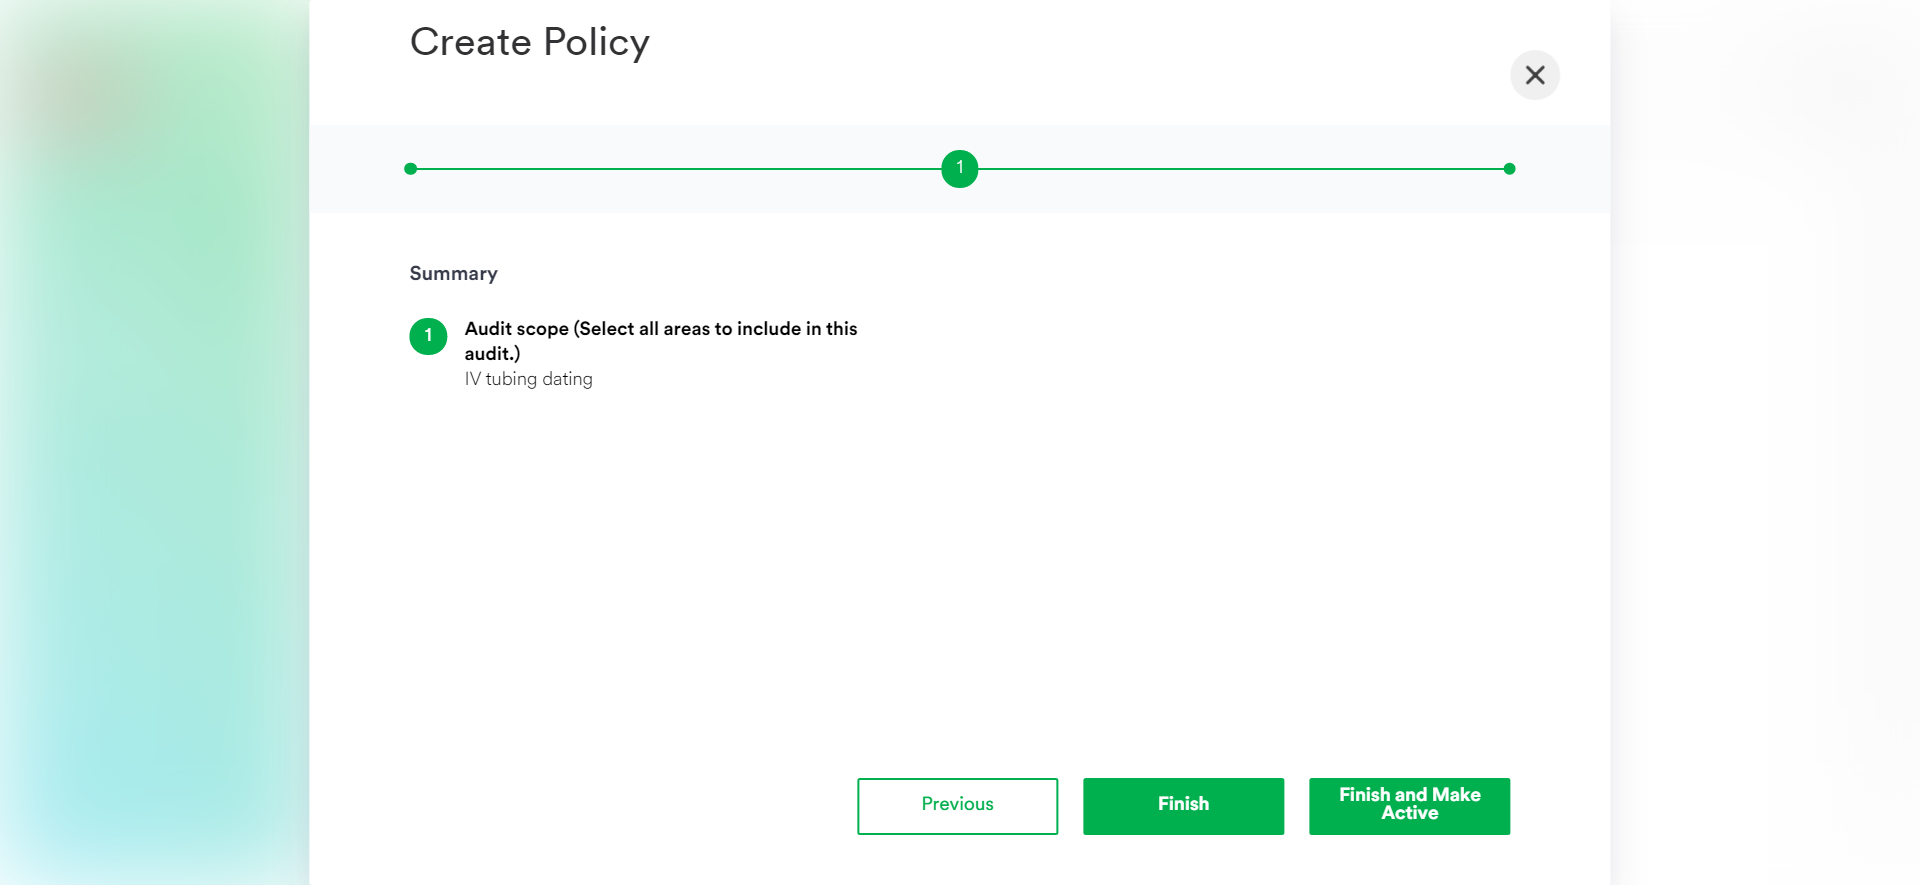 Create Policy
1
Summary
1
Audit scope (Select all areas to include in this
audit.)
IV tubing dating
Previous
Finish
Finish and Make
Active